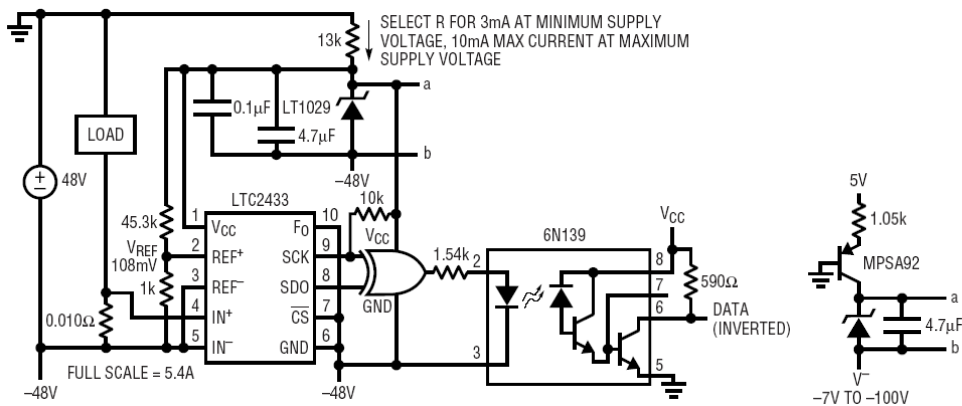 SELECT R FOR 3mA AT MINIMUM SUPPLY
VOLTAGE, 10mA MAX CURRENT AT MAXIMUM
SUPPLY VOLTAGE
13k
a
0.1µF
LT1029
4.7µF
b
–48V
LOAD
48V
LTC2433
10k
45.3k
1
VCC
FO
10
VREF
108mV
2
REF+
SCK
9
3
REF–
SDO
8
1k
4
IN+
CS
7
0.010Ω
5
IN–
GND
6
–48V
FULL SCALE = 5.4A
–48V
VCC
GND
1.54k
2
3
6N139
VCC
8
7
6
5
590Ω
DATA
(INVERTED)
5V
1.05k
MPSA92
a
4.7µF
b
V–
–7V TO –100V